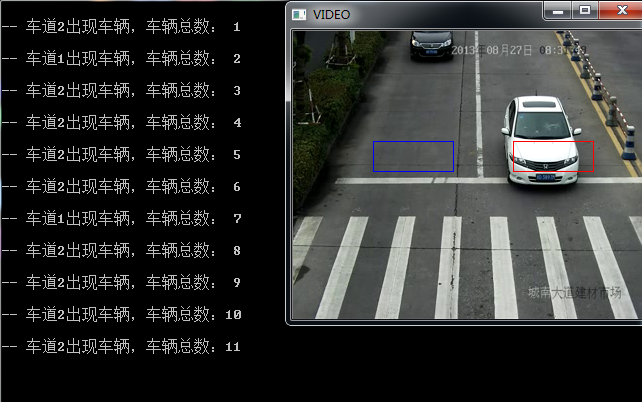 -- 车道2出现车辆，车辆总数： 1
-- 车道1出现车辆，车辆总数： 2
-- 车道2出现车辆，车辆总数： 3
-- 车道2出现车辆，车辆总数： 4
-- 车道2出现车辆，车辆总数： 5
-- 车道2出现车辆，车辆总数： 6
-- 车道1出现车辆，车辆总数： 7
-- 车道2出现车辆，车辆总数： 8
-- 车道2出现车辆，车辆总数： 9
-- 车道2出现车辆，车辆总数：10
-- 车道2出现车辆，车辆总数：11
VIDEO
2013年08月27日
城南大道建材市场